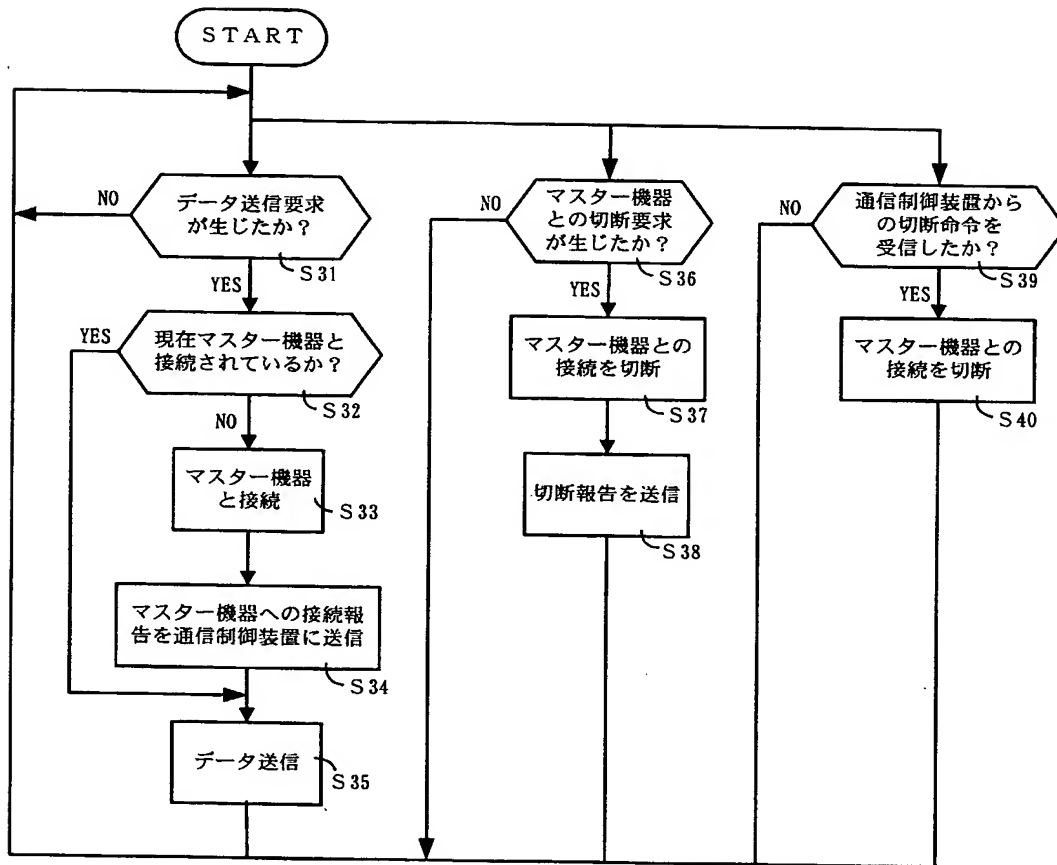 START
NO
データ送信要求
が生じたか?
S31
YES
YES
現在マスター機器と
接続されているか?
S32
NO
マスター機器
と接続
S33
マスター機器への接続報
告を通信制御装置に送信
S34
データ送信
S35
NO
マスター機器
との切断要求
が生じたか?
S36
YES
マスター機器との
接続を切断
S37
切断報告を送信
S38
NO
通信制御装置から
の切断命令を
受信したか?
S39
YES
マスター機器との
接続を切断
S40